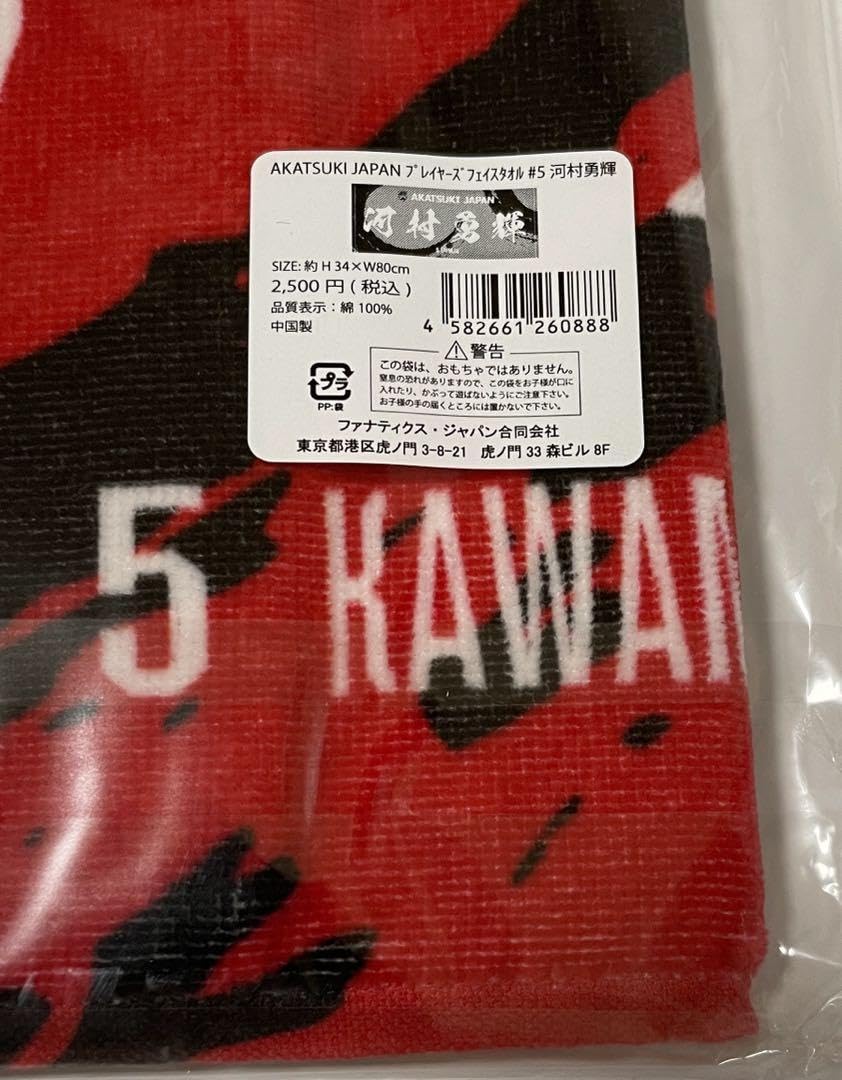 AKATSUKI JAPAN ﾌﾟﾚｲﾔｰｽﾞﾌｪｲｽﾀｵﾙ #5 河村勇輝
AKATSUKI JAPAN
河村勇輝
SIZE: 約 H 34×W80cm
2,500 円 ( 税込 )
品質表示：綿 100%
中国製
4 582661 260888
警告
この袋は、おもちゃではありません。
窒息の恐れがありますので、この袋をお子様が口に
入れたり、かぶって遊ばないようにご注意下さい。
お子様の手の届くところには置かないで下さい。
プラ
PP:袋
ファナティクス・ジャパン合同会社
東京都港区虎ノ門 3-8-21 虎ノ門 33 森ビル 8F
5 KAWAM